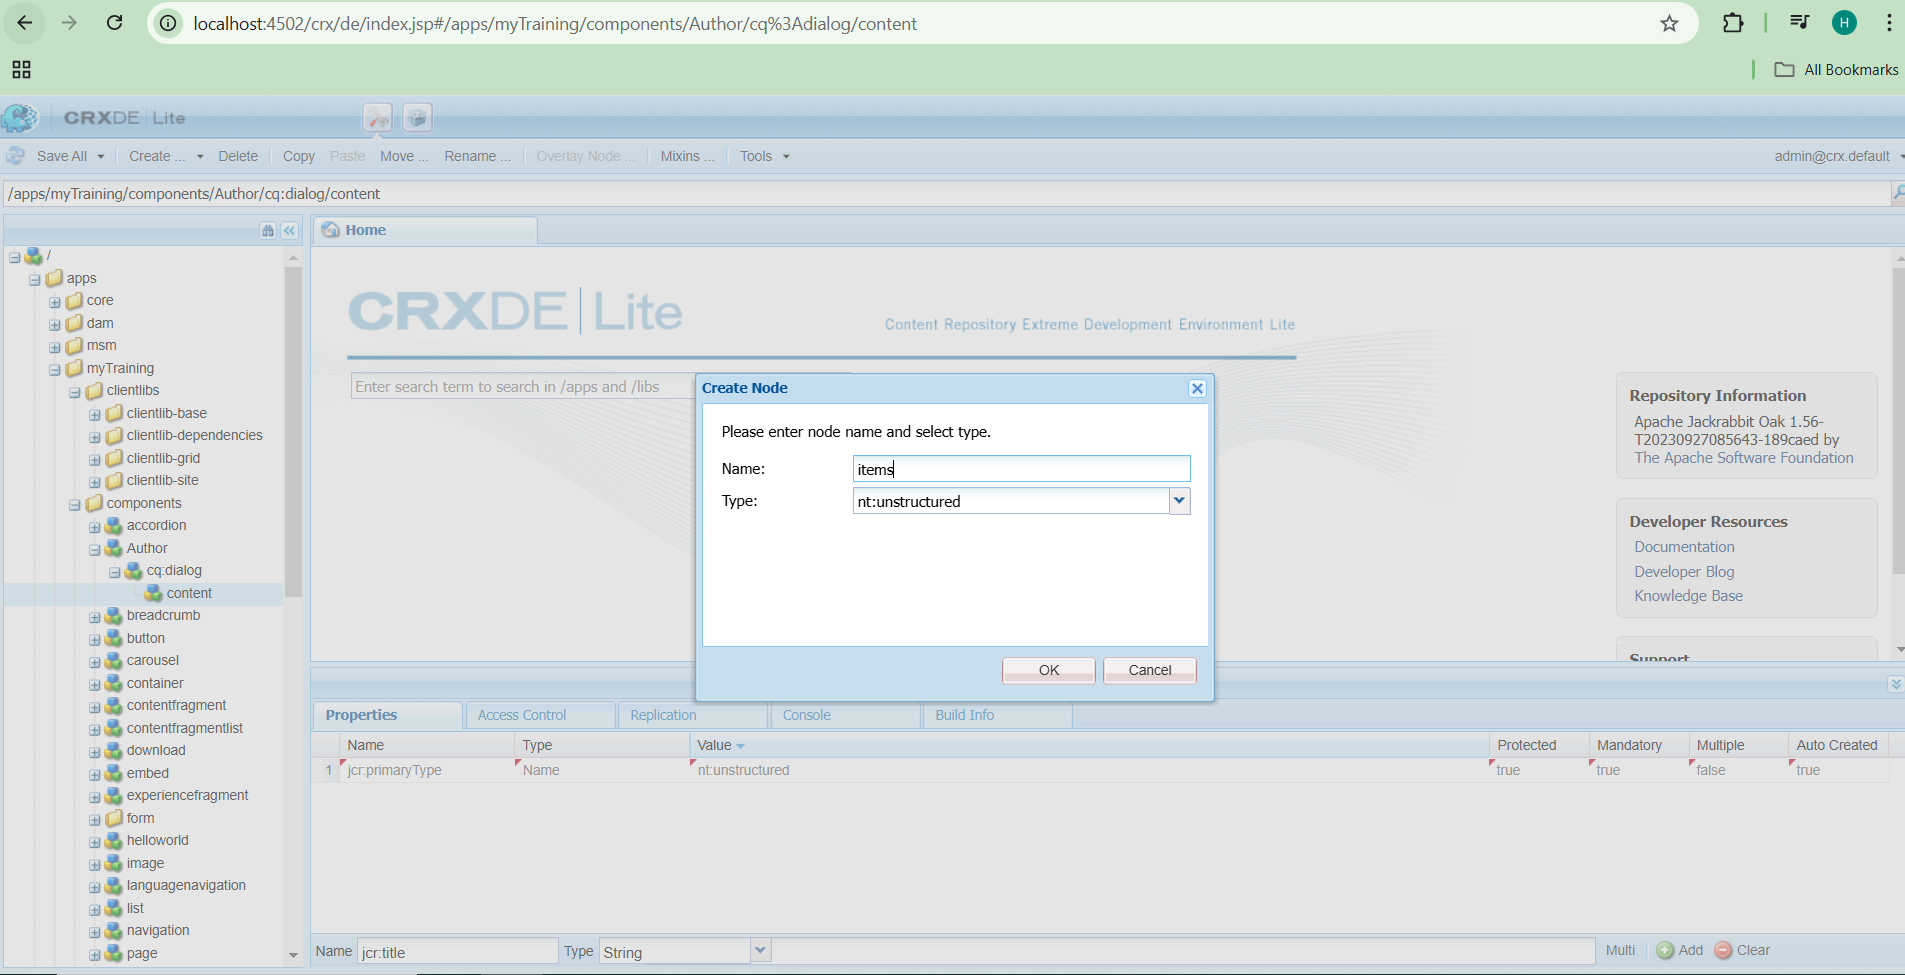 localhost:4502/crx/de/index.jsp#/apps/myTraining/components/Author/cq%3Adialog/content
H
All Bookmarks
CRXDE Lite
Save All Create ... Delete Copy Paste Move ... Rename ... Overlay Node ... Mixins ... Tools admin@crx.default
/apps/myTraining/components/Author/cq:dialog/content
Home
/
apps
core
dam
msm
myTraining
clientlibs
clientlib-base
clientlib-dependencies
clientlib-grid
clientlib-site
components
accordion
Author
cq:dialog
content
breadcrumb
button
carousel
container
contentfragment
contentfragmentlist
download
embed
experiencefragment
form
helloworld
image
languagenavigation
list
navigation
page
CRXDE Lite
Content Repository Extreme Development Environment Lite
Enter search term to search in /apps and /libs
Create Node
Please enter node name and select type.
Name: items
Type: nt:unstructured
OK Cancel
Repository Information
Apache Jackrabbit Oak 1.56-
T20230927085643-189caed by
The Apache Software Foundation
Developer Resources
Documentation
Developer Blog
Knowledge Base
Support
Properties Access Control Replication Console Build Info
Name Type Value Protected Mandatory Multiple Auto Created
1 jcr:primaryType Name nt:unstructured true true false true
Name jcr:title Type String Multi Add Clear